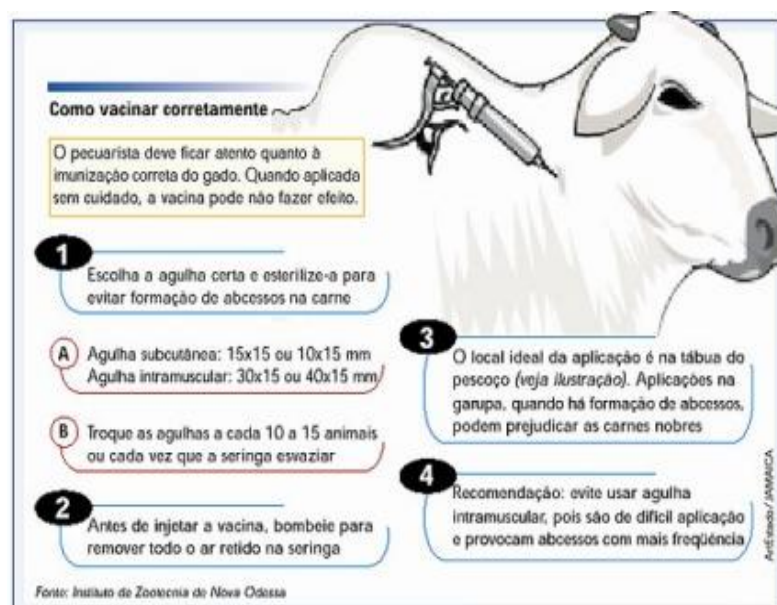 Como vacinar corretamente
O pecuarista deve ficar atento quanto à
imunização correta do gado. Quando aplicada
sem cuidado, a vacina pode não fazer efeito.
1
Escolha a agulha certa e esterilize-a para
evitar formação de abcessos na carne
A
Agulha subcutânea: 15x15 ou 10x15 mm
Agulha intramuscular: 30x15 ou 40x15 mm
B
Troque as agulhas a cada 10 a 15 animais
ou cada vez que a seringa esvaziar
2
Antes de injetar a vacina, bombeie para
remover todo o ar retido na seringa
3
O local ideal da aplicação é na tábua do
pescoço (veja ilustração). Aplicações na
garupa, quando há formação de abcessos,
podem prejudicar as carnes nobres
4
Recomendação: evite usar agulha
intramuscular, pois são de difícil aplicação
e provocam abcessos com mais freqüência
ArtEstado / JAMAICA
Fonte: Instituto de Zootecnia de Nova Odessa